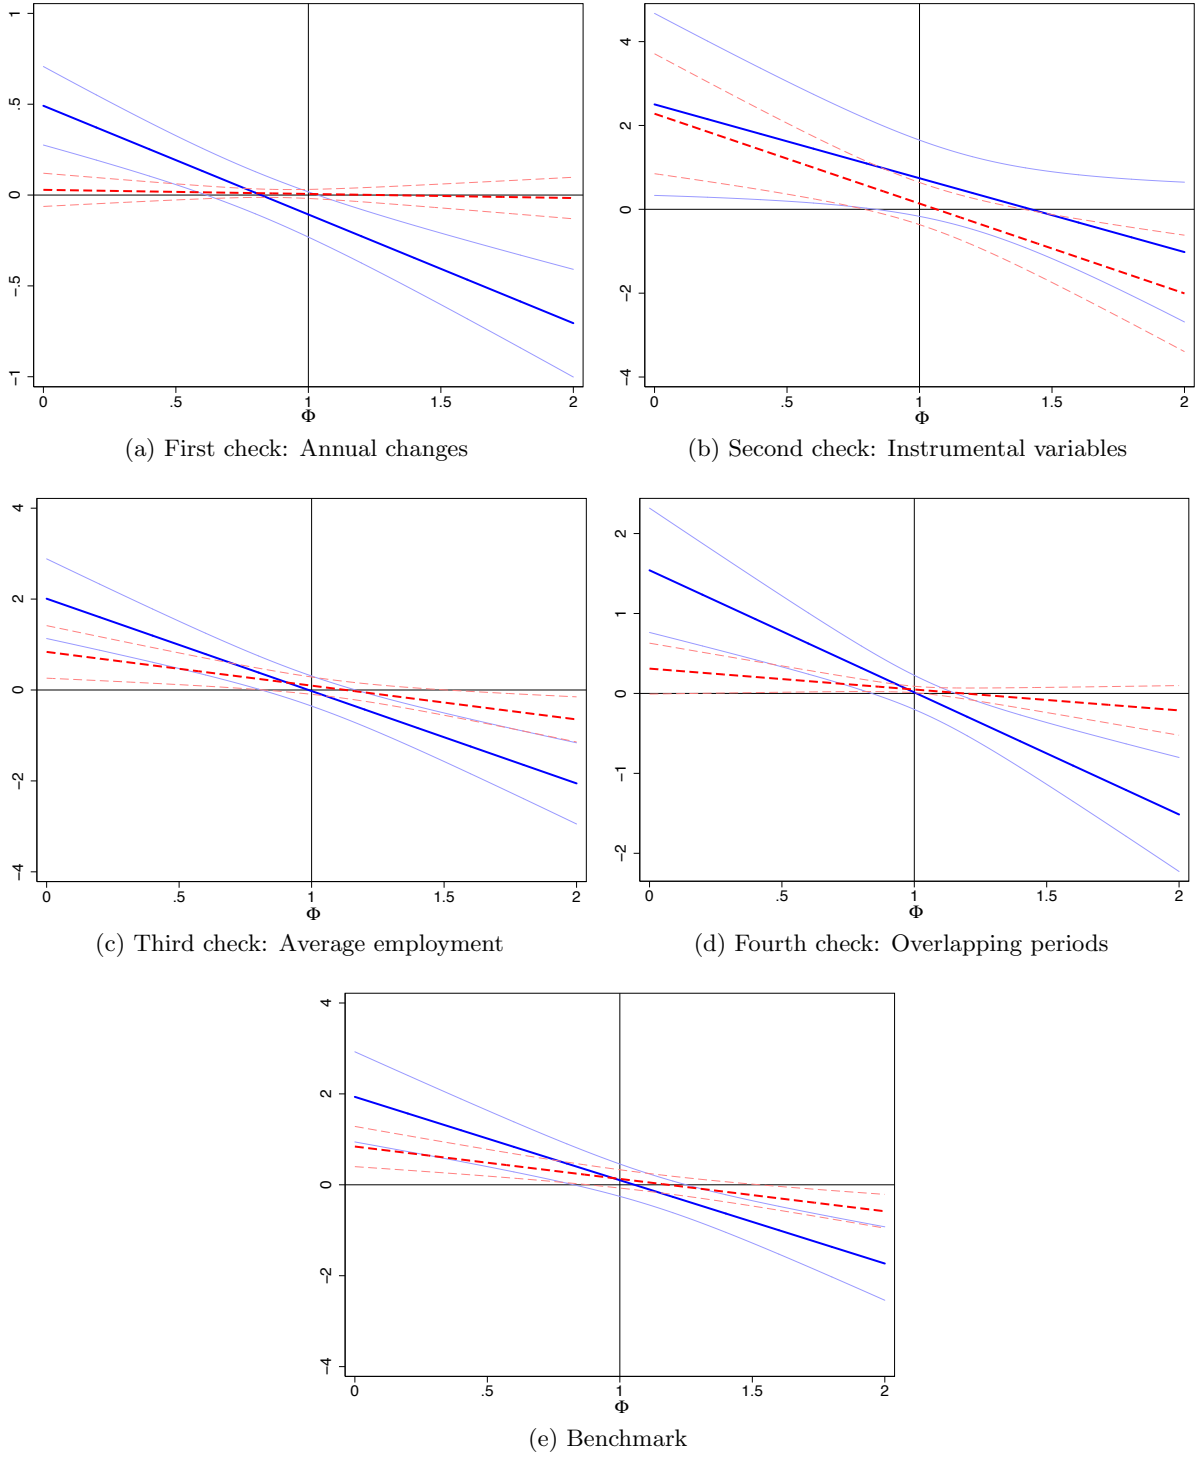 1
.5
0
−.5
−1
0 .5 1 1.5 2
Φ
(a) First check: Annual changes
4
2
0
−2
−4
0 .5 1 1.5 2
Φ
(b) Second check: Instrumental variables
4
2
0
−2
−4
0 .5 1 1.5 2
Φ
(c) Third check: Average employment
2
1
0
−1
−2
0 .5 1 1.5 2
Φ
(d) Fourth check: Overlapping periods
4
2
0
−2
−4
0 .5 1 1.5 2
Φ
(e) Benchmark